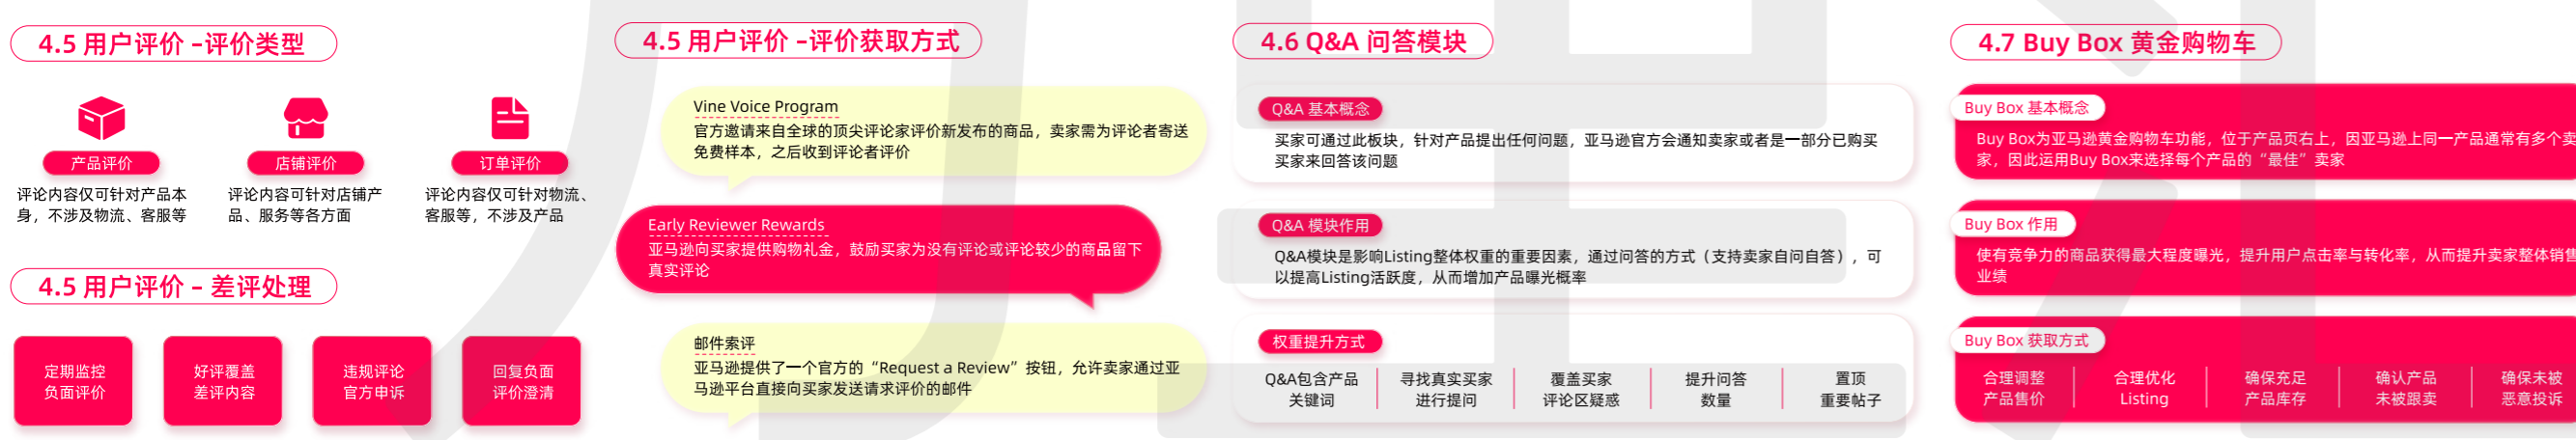 4.5 用户评价 –评价类型
产品评价
评论内容仅可针对产品本
身，不涉及物流、客服等
店铺评价
评论内容可针对店铺产
品、服务等各方面
订单评价
评论内容仅可针对物流、
客服等，不涉及产品
4.5 用户评价 – 差评处理
定期监控
负面评价
好评覆盖
差评内容
违规评论
官方申诉
回复负面
评价澄清
4.5 用户评价 –评价获取方式
Vine Voice Program
官方邀请来自全球的顶尖评论家评价新发布的商品，卖家需为评论者寄送
免费样本，之后收到评论者评价
Early Reviewer Rewards
亚马逊向买家提供购物礼金，鼓励买家为没有评论或评论较少的商品留下
真实评论
邮件索评
亚马逊提供了一个官方的“Request a Review”按钮，允许卖家通过亚
马逊平台直接向买家发送请求评价的邮件
4.6 Q&A 问答模块
Q&A 基本概念
买家可通过此板块，针对产品提出任何问题，亚马逊官方会通知卖家或者是一部分已购买
买家来回答该问题
Q&A 模块作用
Q&A模块是影响Listing整体权重的重要因素，通过问答的方式（支持卖家自问自答），可
以提高Listing活跃度，从而增加产品曝光概率
权重提升方式
Q&A包含产品
关键词
寻找真实买家
进行提问
覆盖买家
评论区疑惑
提升问答
数量
置顶
重要帖子
4.7 Buy Box 黄金购物车
Buy Box 基本概念
Buy Box为亚马逊黄金购物车功能，位于产品页右上，因亚马逊上同一产品通常有多个卖
家，因此运用Buy Box来选择每个产品的“最佳”卖家
Buy Box 作用
使有竞争力的商品获得最大程度曝光，提升用户点击率与转化率，从而提升卖家整体销售
业绩
Buy Box 获取方式
合理调整
产品售价
合理优化
Listing
确保充足
产品库存
确认产品
未被跟卖
确保未被
恶意投诉